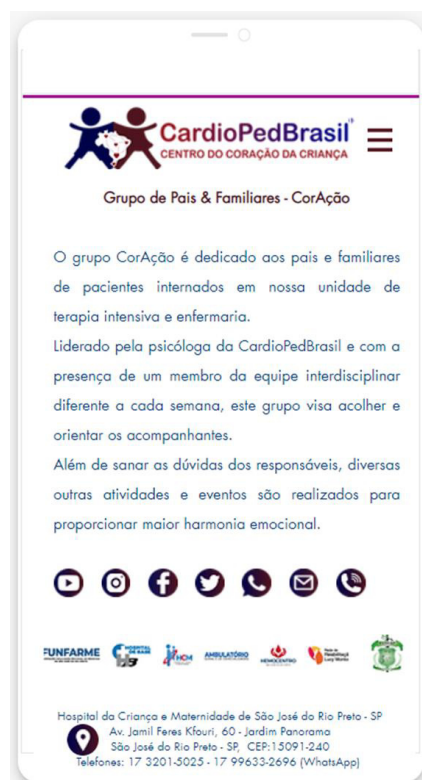 CardioPedBrasil
CENTRO DO CORAÇÃO DA CRIANÇA
Grupo de Pais & Familiares - CorAção
O grupo CorAção é dedicado aos pais e familiares
de pacientes internados em nossa unidade de
terapia intensiva e enfermaria.
Liderado pela psicóloga da CardioPedBrasil e com a
presença de um membro da equipe interdisciplinar
diferente a cada semana, este grupo visa acolher e
orientar os acompanhantes.
Além de sanar as dúvidas dos responsáveis, diversas
outras atividades e eventos são realizados para
proporcionar maior harmonia emocional.
FUNFARME
HOSPITAL DE BASE
HCM
AMBULATÓRIO
HEMOCENTRO
Lucy Montoro
Hospital da Criança e Maternidade de São José do Rio Preto - SP
Av. Jamil Feres Kfouri, 60 - Jardim Panorama
São José do Rio Preto - SP, CEP:15091-240
Telefones: 17 3201-5025 - 17 99633-2696 (WhatsApp)